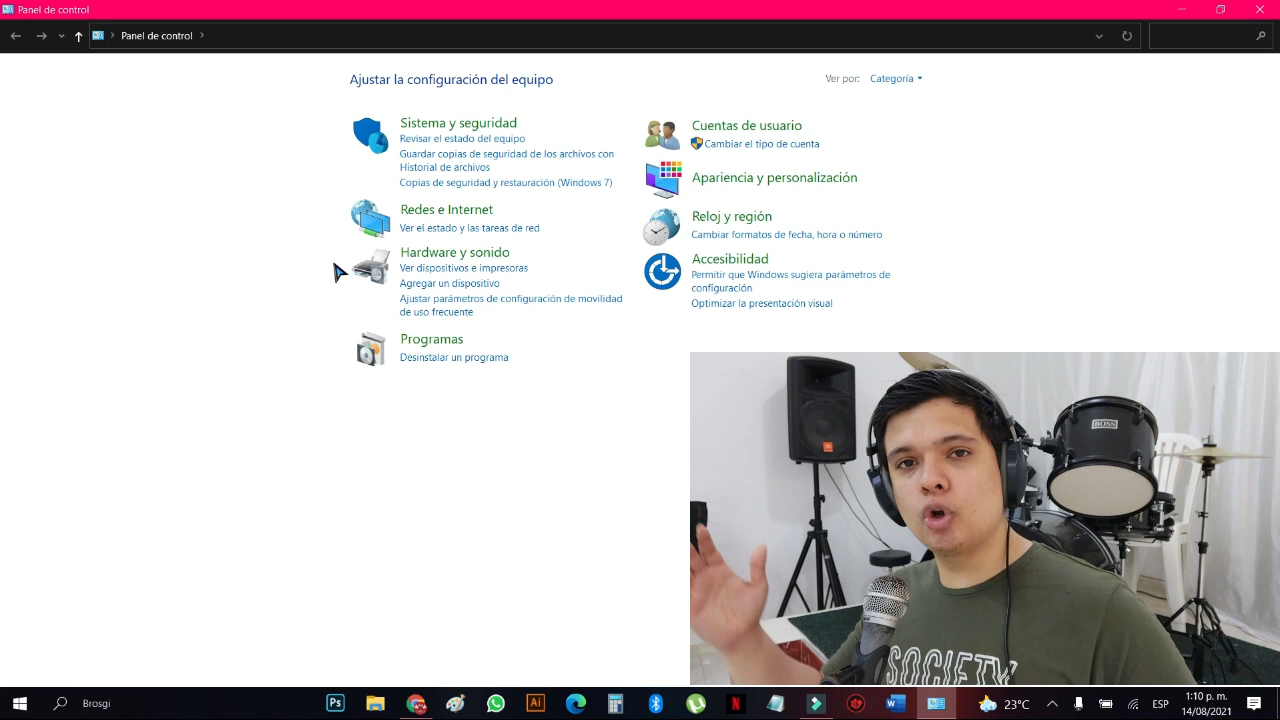 Panel de control
Panel de control
Ajustar la configuración del equipo
Ver por:
Categoría
Sistema y seguridad
Revisar el estado del equipo
Guardar copias de seguridad de los archivos con
Historial de archivos
Copias de seguridad y restauración (Windows 7)
Redes e Internet
Ver el estado y las tareas de red
Hardware y sonido
Ver dispositivos e impresoras
Agregar un dispositivo
Ajustar parámetros de configuración de movilidad
de uso frecuente
Programas
Desinstalar un programa
Cuentas de usuario
Cambiar el tipo de cuenta
Apariencia y personalización
Reloj y región
Cambiar formatos de fecha, hora o número
Accesibilidad
Permitir que Windows sugiera parámetros de
configuración
Optimizar la presentación visual
BOSS
SOCIETY
Brosgi
Ps
Ai
N
W
23°C
ESP
1:10 p. m.
14/08/2021